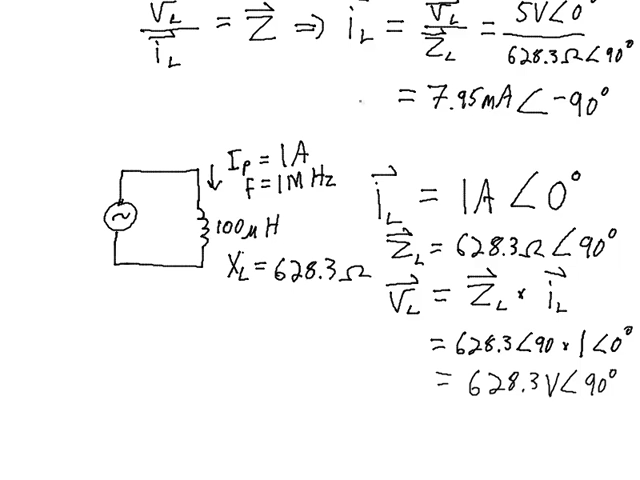 V_L / i_L = Z ⇒ i_L = V_L / Z_L = 5V∠0° / 628.3Ω∠90°
= 7.95mA∠-90°
I_P = 1A
F = 1MHz
100μH
X_L = 628.3Ω
i_L = 1A∠0°
Z_L = 628.3Ω∠90°
V_L = Z_L * i_L
= 628.3∠90 * 1∠0°
= 628.3V∠90°